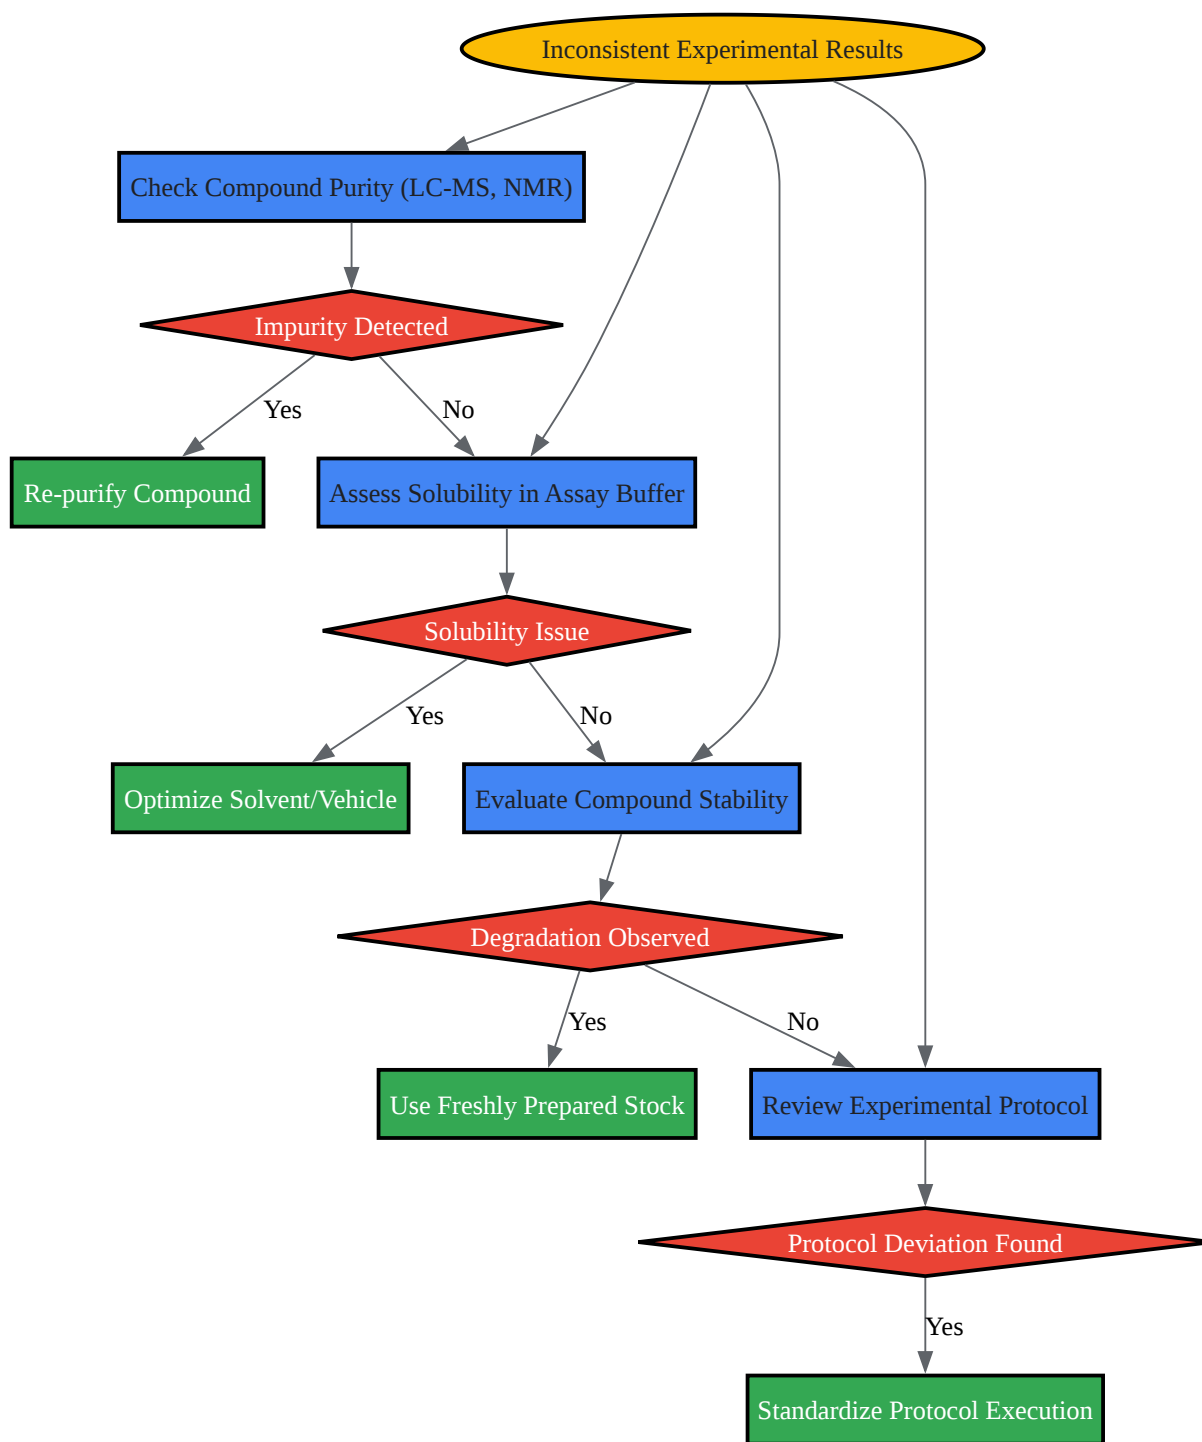 Inconsistent Experimental Results
Check Compound Purity (LC-MS, NMR)
Impurity Detected
Yes
No
Re-purify Compound
Assess Solubility in Assay Buffer
Solubility Issue
Yes
No
Optimize Solvent/Vehicle
Evaluate Compound Stability
Degradation Observed
Yes
No
Use Freshly Prepared Stock
Review Experimental Protocol
Protocol Deviation Found
Yes
Standardize Protocol Execution